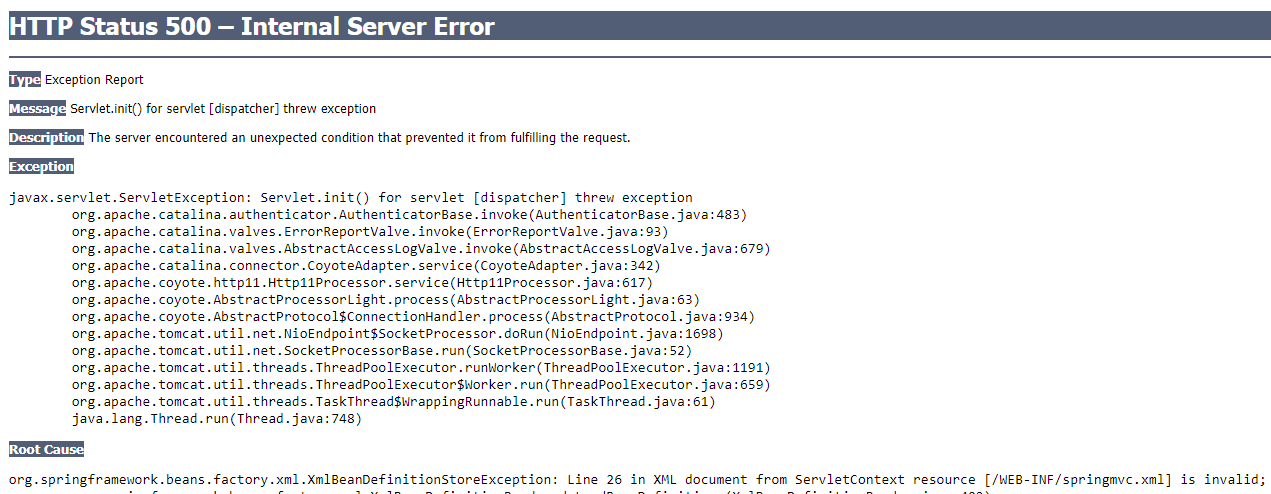 HTTP Status 500 – Internal Server Error
Type Exception Report
Message Servlet.init() for servlet [dispatcher] threw exception
Description The server encountered an unexpected condition that prevented it from fulfilling the request.
Exception
javax.servlet.ServletException: Servlet.init() for servlet [dispatcher] threw exception
org.apache.catalina.authenticator.AuthenticatorBase.invoke(AuthenticatorBase.java:483)
org.apache.catalina.valves.ErrorReportValve.invoke(ErrorReportValve.java:93)
org.apache.catalina.valves.AbstractAccessLogValve.invoke(AbstractAccessLogValve.java:679)
org.apache.catalina.connector.CoyoteAdapter.service(CoyoteAdapter.java:342)
org.apache.coyote.http11.Http11Processor.service(Http11Processor.java:617)
org.apache.coyote.AbstractProcessorLight.process(AbstractProcessorLight.java:63)
org.apache.coyote.AbstractProtocol$ConnectionHandler.process(AbstractProtocol.java:934)
org.apache.tomcat.util.net.NioEndpoint$SocketProcessor.doRun(NioEndpoint.java:1698)
org.apache.tomcat.util.net.SocketProcessorBase.run(SocketProcessorBase.java:52)
org.apache.tomcat.util.threads.ThreadPoolExecutor.runWorker(ThreadPoolExecutor.java:1191)
org.apache.tomcat.util.threads.ThreadPoolExecutor$Worker.run(ThreadPoolExecutor.java:659)
org.apache.tomcat.util.threads.TaskThread$WrappingRunnable.run(TaskThread.java:61)
java.lang.Thread.run(Thread.java:748)
Root Cause
org.springframework.beans.factory.xml.XmlBeanDefinitionStoreException: Line 26 in XML document from ServletContext resource [/WEB-INF/springmvc.xml] is invalid;